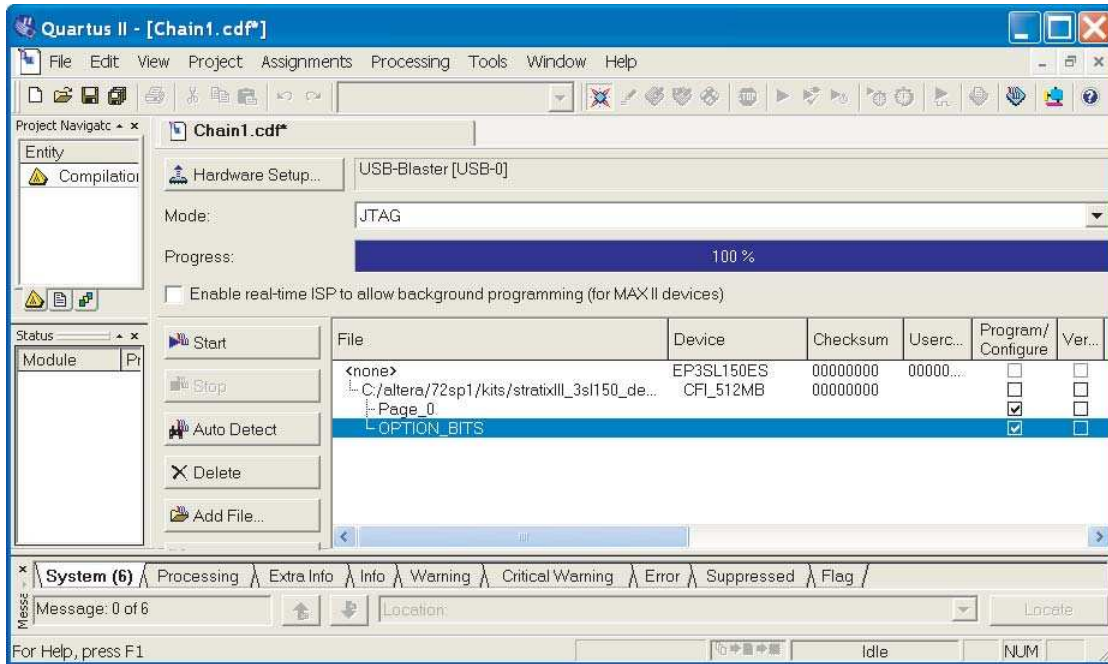 Quartus II - [Chain1.cdf*]
File Edit View Project Assignments Processing Tools Window Help
Project Navigatc
Chain1.cdf*
Entity
Compilation
Hardware Setup...
USB-Blaster [USB-0]
Mode:
JTAG
Progress:
100 %
Enable real-time ISP to allow background programming (for MAX II devices)
Status
Module Pr
Start
Stop
Auto Detect
Delete
Add File...
File Device Checksum Userc... Program/ Configure Ver...
<none> EP3SL150ES 00000000 00000...
C:/altera/72sp1/kits/stratixIII_3sl150_de... CFI_512MB 00000000
Page_0
OPTION_BITS
System (6) Processing Extra Info Info Warning Critical Warning Error Suppressed Flag
Messa
Message: 0 of 6
Location:
Locate
For Help, press F1
Idle
NUM